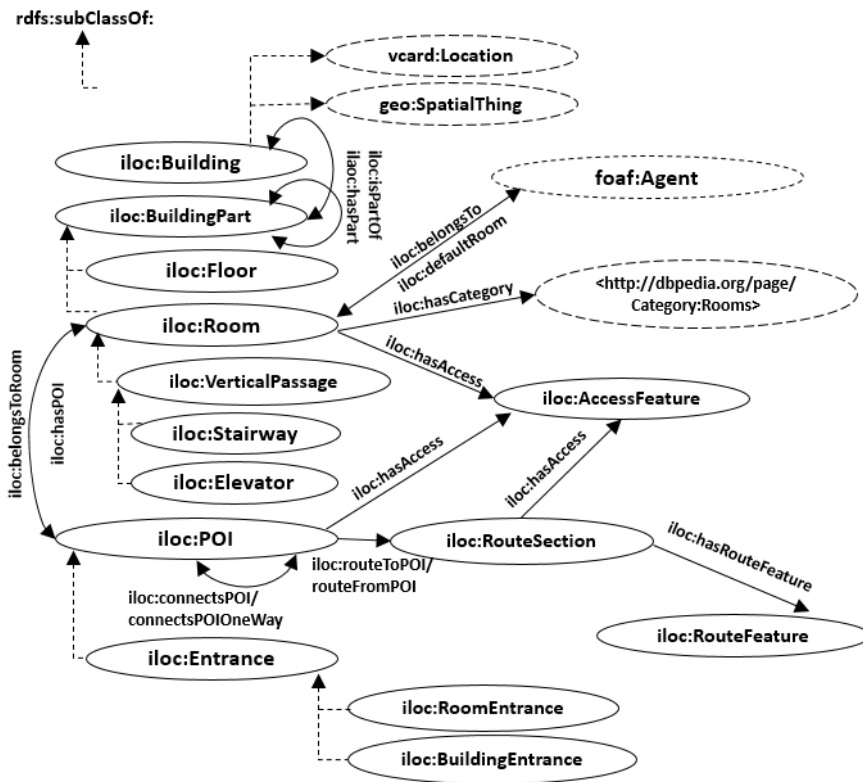 rdfs:subClassOf:
vcard:Location
geo:SpatialThing
iloc:Building
iloc:isPartOf
ilaoc:hasPart
iloc:BuildingPart
foaf:Agent
iloc:belongsTo
iloc:defaultRoom
iloc:Floor
iloc:hasCategory
<http://dbpedia.org/page/
Category:Rooms>
iloc:Room
iloc:hasAccess
iloc:belongsToRoom
iloc:hasPOI
iloc:VerticalPassage
iloc:AccessFeature
iloc:Stairway
iloc:Elevator
iloc:hasAccess
iloc:hasAccess
iloc:POI
iloc:RouteSection
iloc:routeToPOI/
routeFromPOI
iloc:hasRouteFeature
iloc:connectsPOI/
connectsPOIOneWay
iloc:RouteFeature
iloc:Entrance
iloc:RoomEntrance
iloc:BuildingEntrance